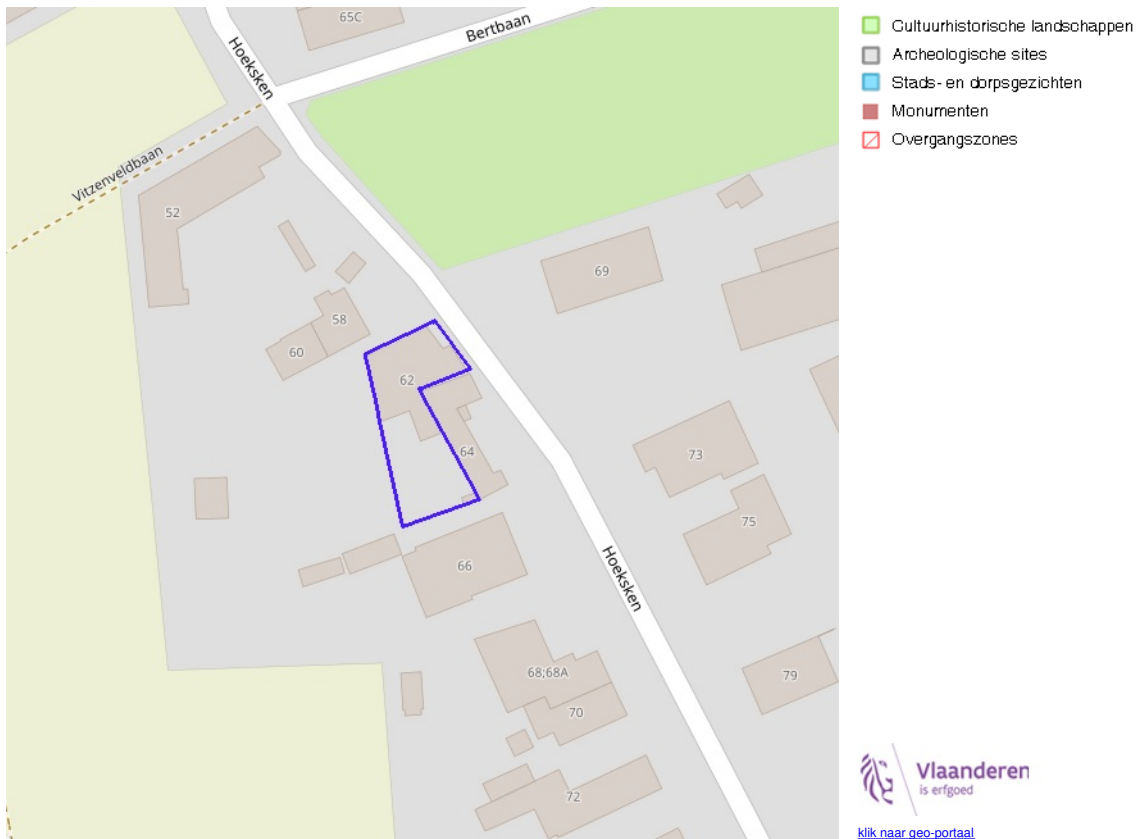 65C
Bertbaan
Hoeksken
Vitzenveldbaan
52
69
58
60
62
64
73
75
66
Hoeksken
68;68A
79
70
72
Cultuurhistorische landschappen
Archeologische sites
Stads- en dorpsgezichten
Monumenten
Overgangszones
Vlaanderen
is erfgoed
klik naar geo-portaal